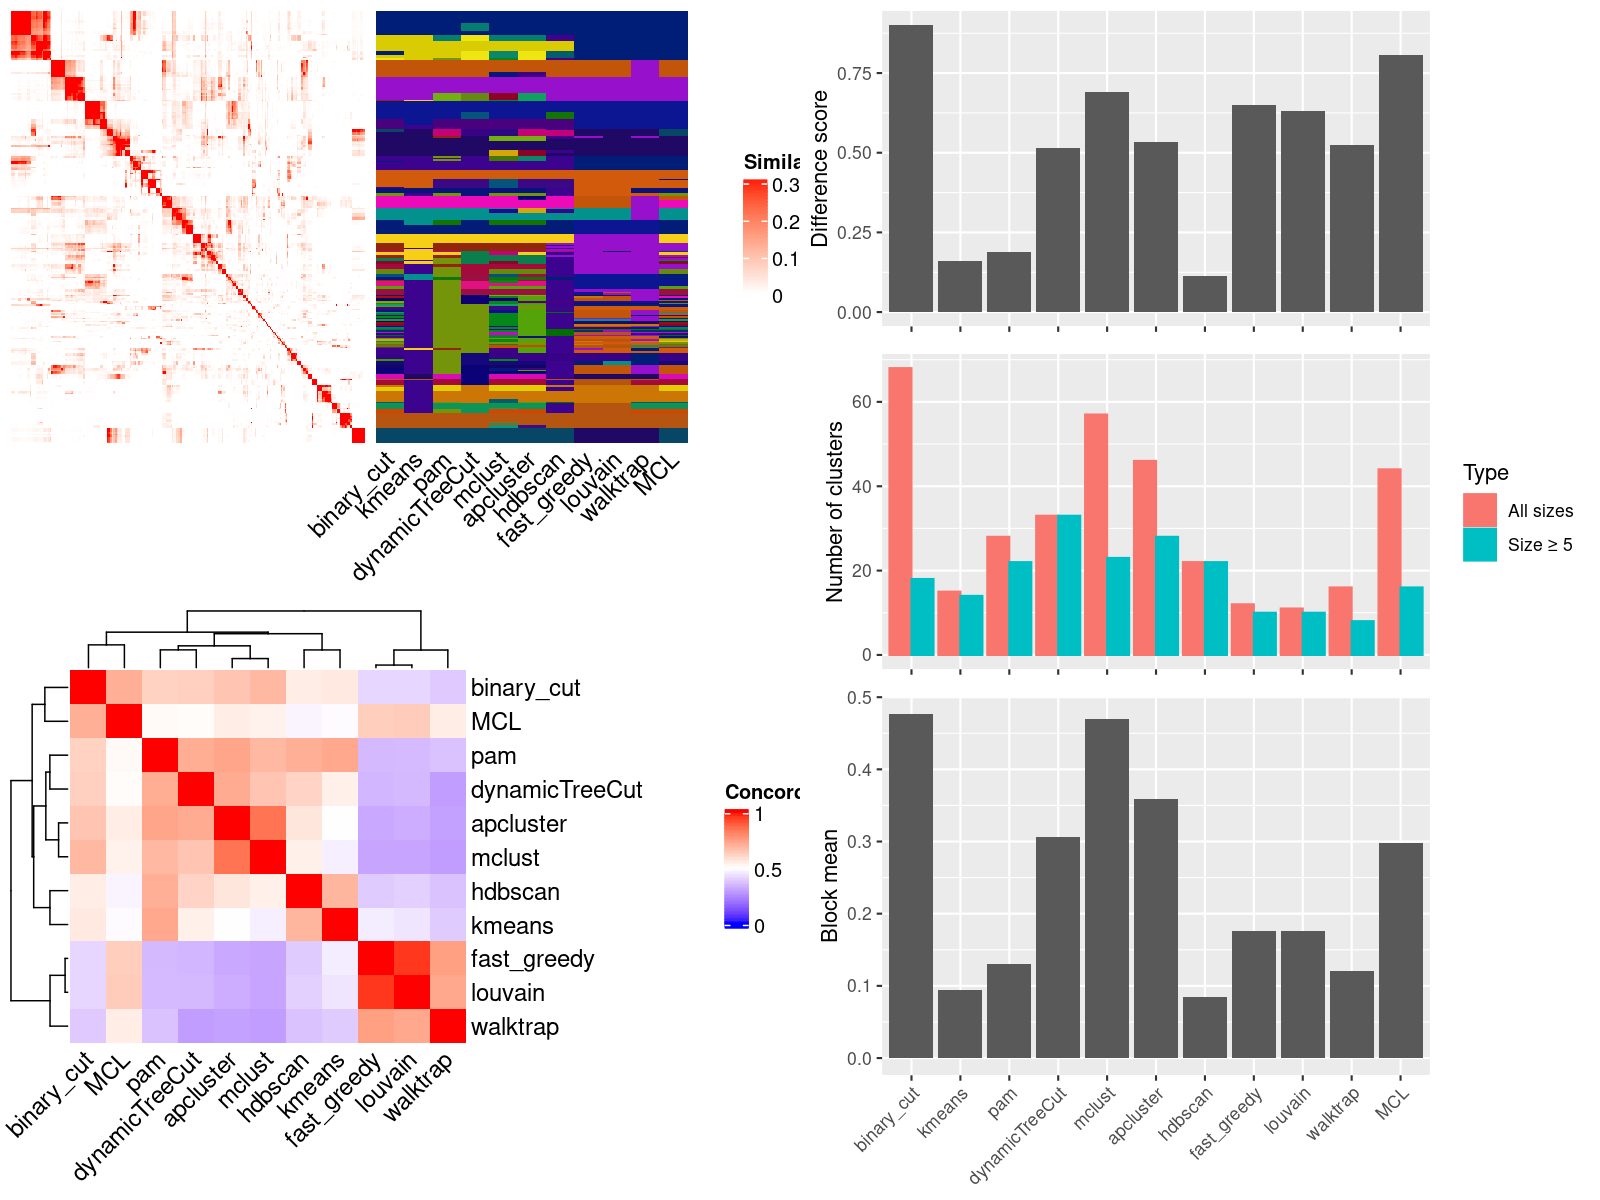 Simila
0.3
0.2
0.1
0
binary_cut
kmeans
pam
dynamicTreeCut
mclust
apcluster
hdbscan
fast_greedy
louvain
walktrap
MCL
binary_cut
MCL
pam
dynamicTreeCut
apcluster
mclust
hdbscan
kmeans
fast_greedy
louvain
walktrap
Concord
1
0.5
0
binary_cut
MCL
pam
dynamicTreeCut
apcluster
mclust
hdbscan
kmeans
fast_greedy
louvain
walktrap
Difference score
0.75
0.50
0.25
0.00
Number of clusters
60
40
20
0
Type
All sizes
Size ≥ 5
Block mean
0.5
0.4
0.3
0.2
0.1
0.0
binary_cut
kmeans
pam
dynamicTreeCut
mclust
apcluster
hdbscan
fast_greedy
louvain
walktrap
MCL